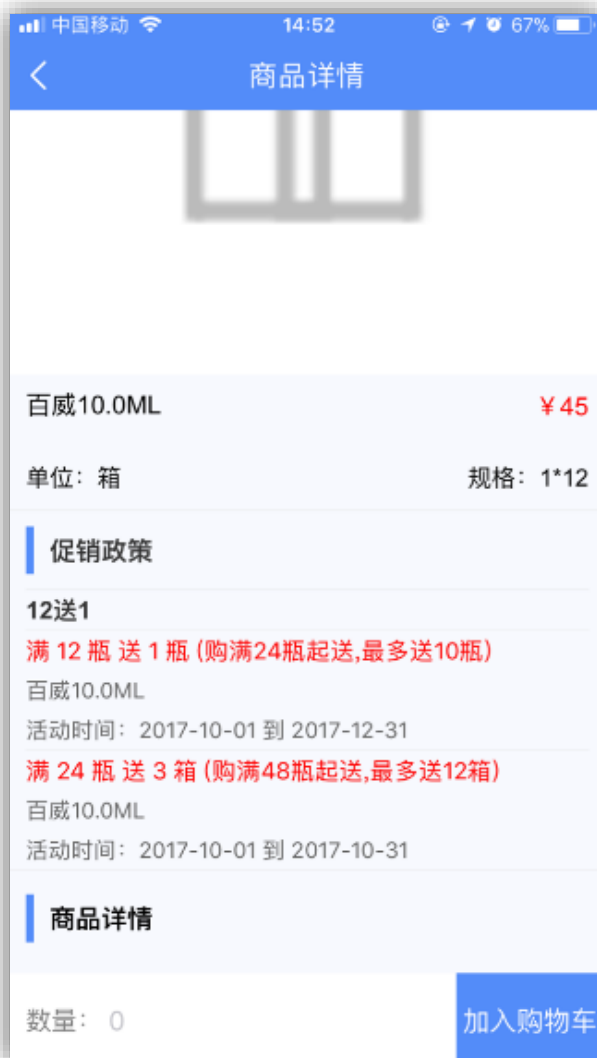 中国移动 14:52 67%
商品详情
百威10.0ML ￥45
单位：箱 规格：1*12
促销政策
12送1
满 12 瓶 送 1 瓶 (购满24瓶起送,最多送10瓶)
百威10.0ML
活动时间：2017-10-01 到 2017-12-31
满 24 瓶 送 3 箱 (购满48瓶起送,最多送12箱)
百威10.0ML
活动时间：2017-10-01 到 2017-10-31
商品详情
数量： 0 加入购物车